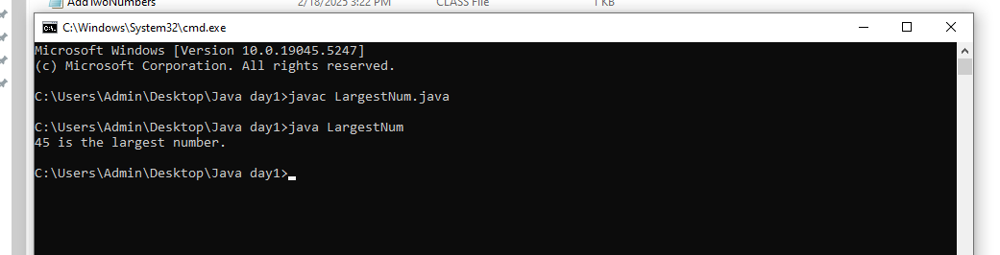 AddTwoNumbers 2/18/2025 3:22 PM CLASS File 1 KB
C:\Windows\System32\cmd.exe
Microsoft Windows [Version 10.0.19045.5247]
(c) Microsoft Corporation. All rights reserved.
C:\Users\Admin\Desktop\Java day1>javac LargestNum.java
C:\Users\Admin\Desktop\Java day1>java LargestNum
45 is the largest number.
C:\Users\Admin\Desktop\Java day1>